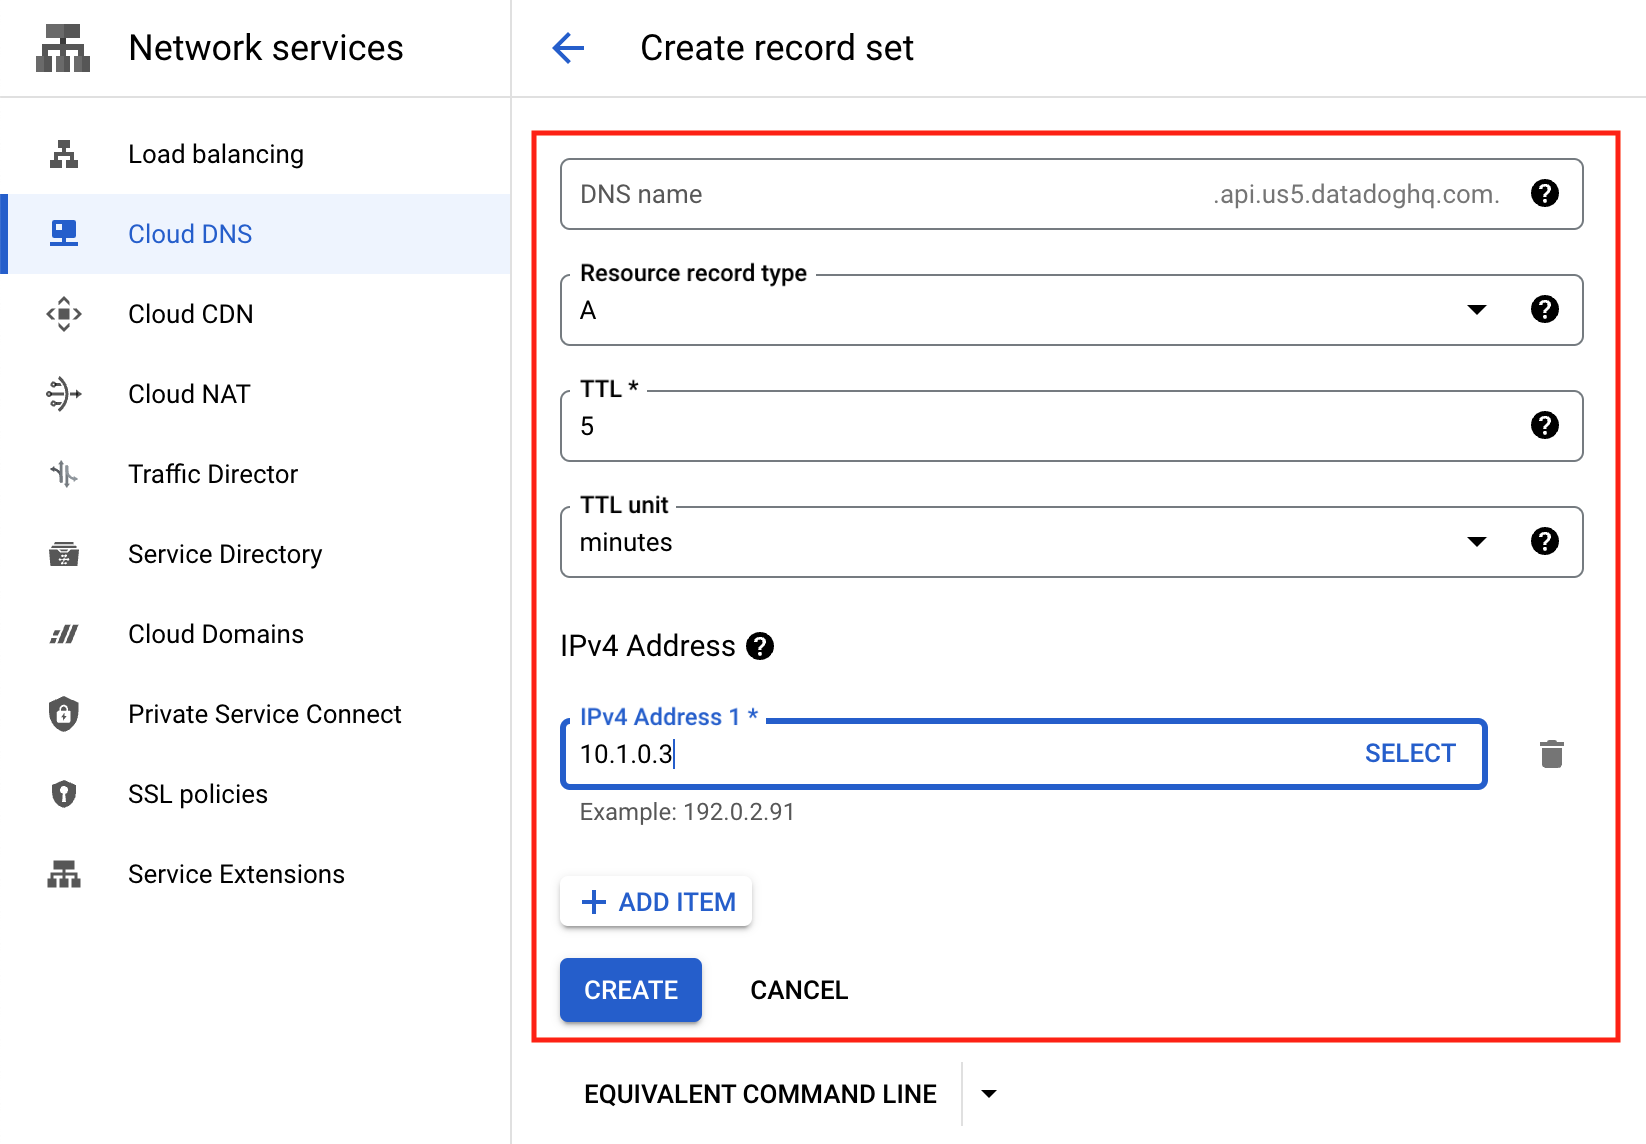 Network services
Load balancing
Cloud DNS
Cloud CDN
Cloud NAT
Traffic Director
Service Directory
Cloud Domains
Private Service Connect
SSL policies
Service Extensions
Create record set
DNS name .api.us5.datadoghq.com.
Resource record type
A
TTL *
5
TTL unit
minutes
IPv4 Address
IPv4 Address 1 *
10.1.0.3 SELECT
Example: 192.0.2.91
+ ADD ITEM
CREATE CANCEL
EQUIVALENT COMMAND LINE